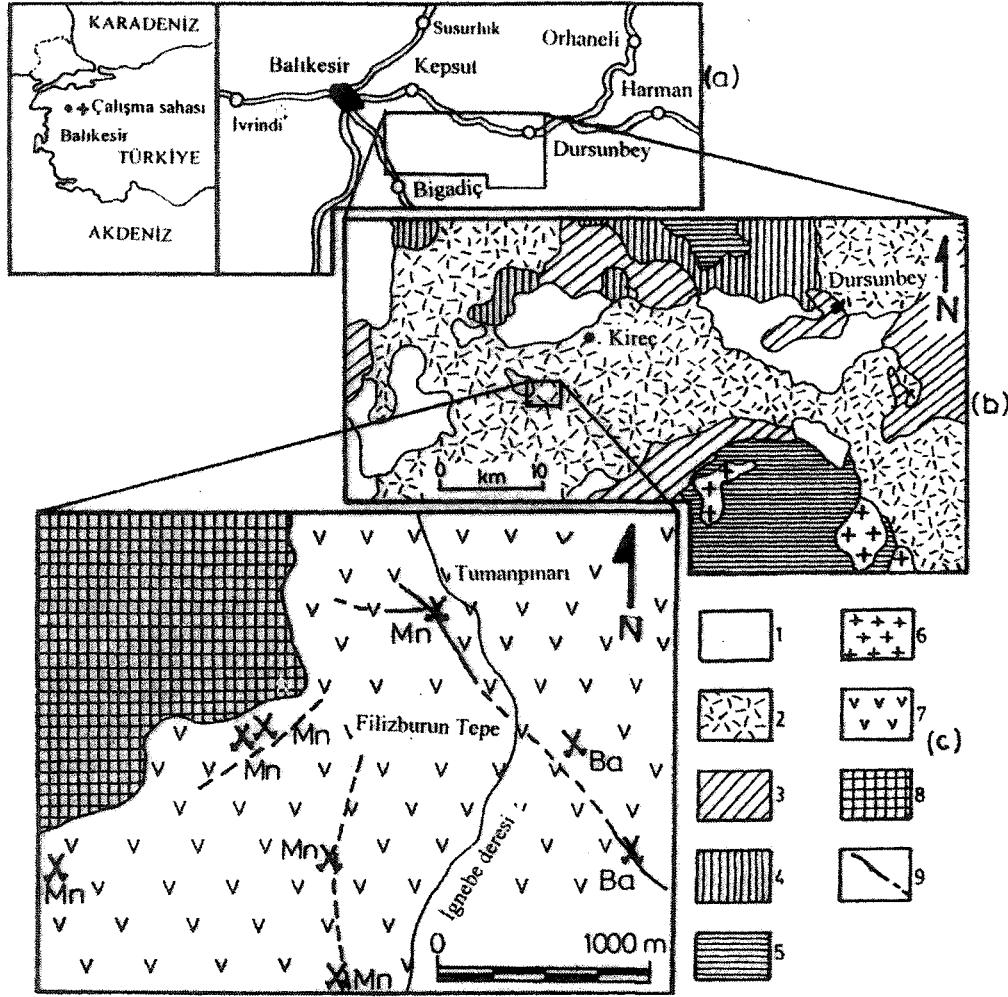 KARADENİZ
Çalışma sahası
Balıkesir
TÜRKİYE
AKDENİZ
Susurluk
Orhaneli
Balıkesir
Kepsut
Harman
İvrindi
Dursunbey
Bigadiç
(a)
Dursunbey
N
Kireç
0 km 10
(b)
Tumanpınarı
N
Mn
Filizburun Tepe
Mn
Mn
Ba
Mn
Mn
Ba
İgnebe deresi
Mn
0 1000 m
1
2
3
4
5
6
7
(c)
8
9